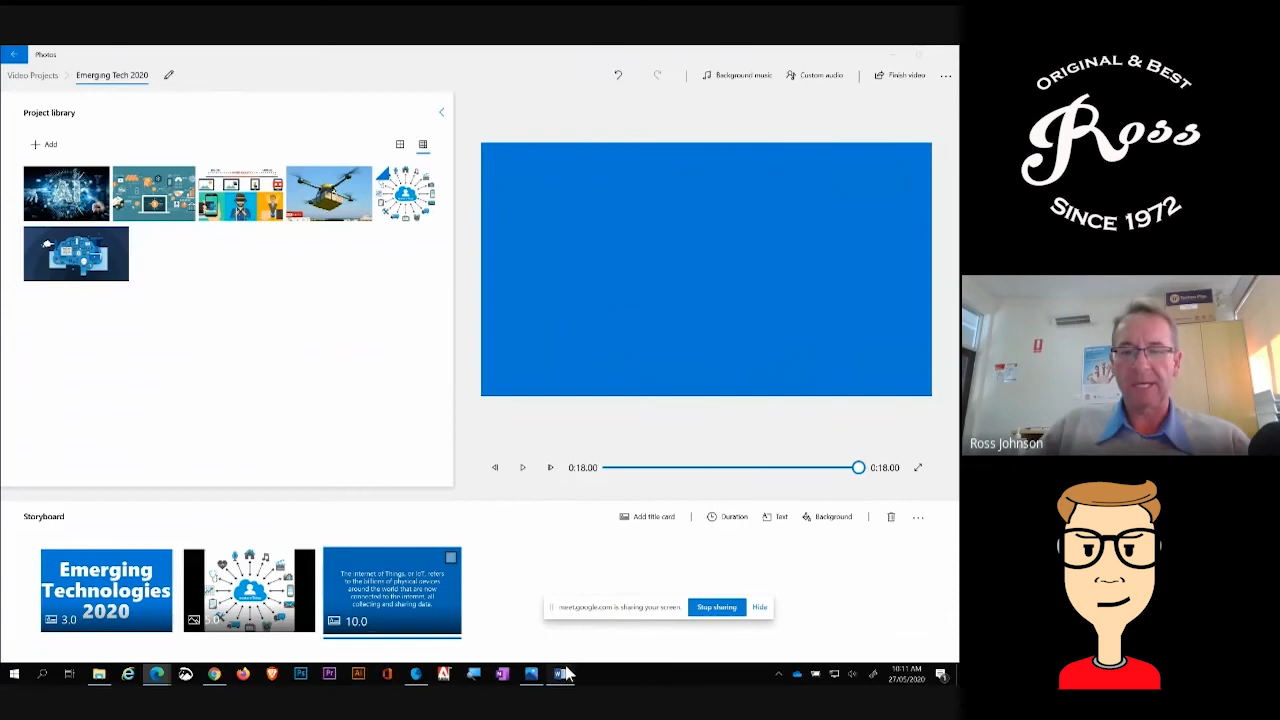 Photos
Video Projects > Emerging Tech 2020
Background music
Custom audio
Finish video
Project library
Add
0:18.00
0:18.00
Storyboard
Add title card
Duration
Text
Background
Emerging
Technologies
2020
3.0
5.0
The Internet of Things, or IoT, refers
to the billions of physical devices
around the world that are now
connected to the internet, all
collecting and sharing data.
10.0
meet.google.com is sharing your screen.
Stop sharing
Hide
10:11 AM
27/05/2020
ORIGINAL & BEST
Ross
SINCE 1972
Ross Johnson